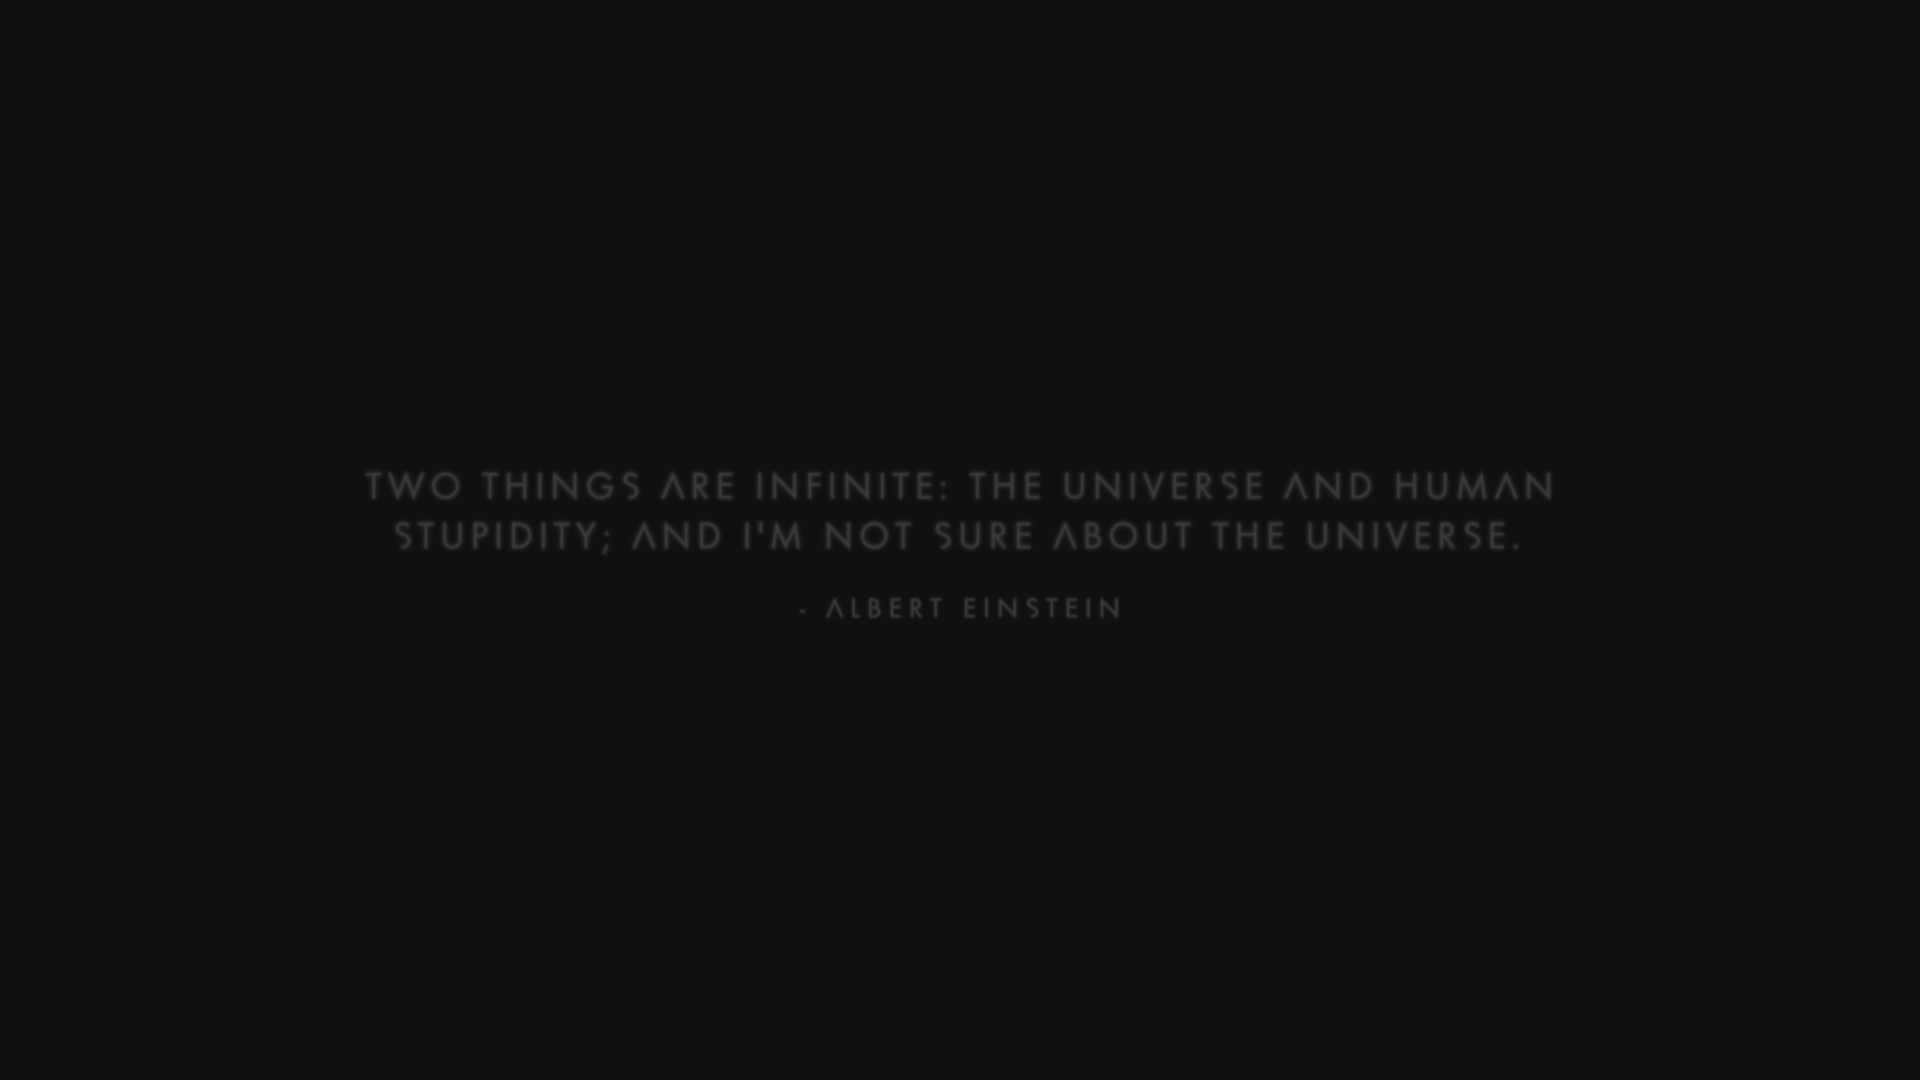 TWO THINGS ARE INFINITE: THE UNIVERSE AND HUMAN
STUPIDITY; AND I'M NOT SURE ABOUT THE UNIVERSE.
- ALBERT EINSTEIN